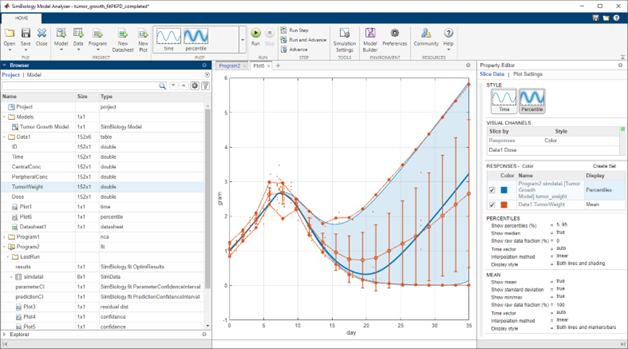 SimBiology Model Analyzer - tumor_growth_fitPKPD_completed*
HOME
Open Save Close Model Data Program New Datasheet New Plot time percentile Run Stop Run Step Run and Advance Advance Simulation Settings Model Builder Preferences Community Help
FILE PROJECT PLOT RUN STEP TOOLS ENVIRONMENT RESOURCES
Browser
Project | Model
Name Size Type
Project project
Models 1x1
Tumor Growth Model 1x1 SimBiology.Model
Data1 152x6 table
ID 152x1 double
Time 152x1 double
CentralConc 152x1 double
PeripheralConc 152x1 double
TumorWeight 152x1 double
Dose 152x1 double
Plot1 1x1 time
Plot6 1x1 percentile
Datasheet1 1x1 datasheet
Program1 1x1 nca
Program2 1x1 fit
LastRun
results 1x1 SimBiology.fit.OptimResults
simdataI 8x1 SimData
parameterCI 1x1 SimBiology.fit.ParameterConfidenceInterval
predictionCI 1x1 SimBiology.fit.PredictionConfidenceInterval
Plot3 1x1 residual dist
Plot4 1x1 confidence
Plot5 1x1 confidence
Explorer
Program2
Plot6
6
5
4
3
2
1
0
-1
gram
0 5 10 15 20 25 30 35
day
Property Editor
Slice Data | Plot Settings
STYLE
Time Percentile
VISUAL CHANNELS
Slice by Style
Responses Color
Data1 Dose
RESPONSES - Color Create Set
Color Name Display
Program2 simdataI [Tumor Growth Model].tumor_weight Percentiles
Data1 TumorWeight Mean
PERCENTILES
Show percentiles (%) = 5, 95
Show median = true
Show raw data fraction (%) = 0
Time vector = auto
Interpolation method = linear
Display style = Both lines and shading
MEAN
Show mean = true
Show standard deviation = true
Show min/max = true
Show raw data fraction (%) = 100
Time vector = auto
Interpolation method = linear
Display style = Both lines and markers/bars